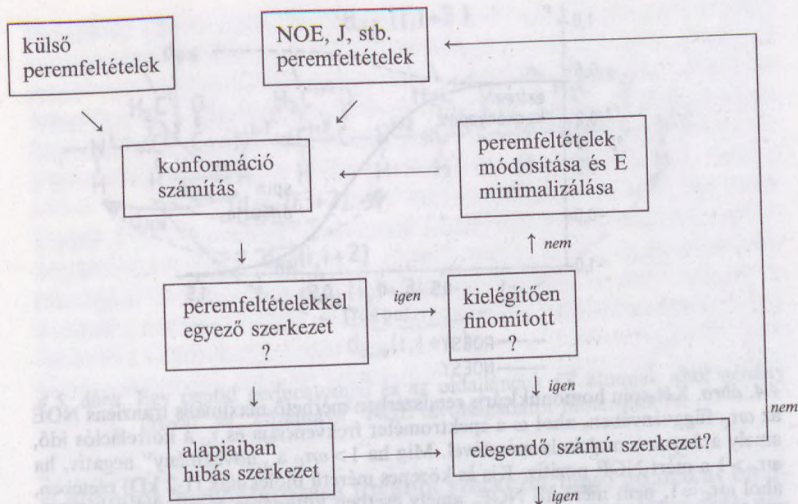 külső
peremfeltételek
NOE, J, stb.
peremfeltételek
konformáció
számítás
peremfeltételek
módosítása és E
minimalizálása
nem
peremfeltételekkel
egyező szerkezet
?
igen
kielégítően
finomított
?
igen
nem
alapjaiban
hibás szerkezet
elegendő számú szerkezet?
igen